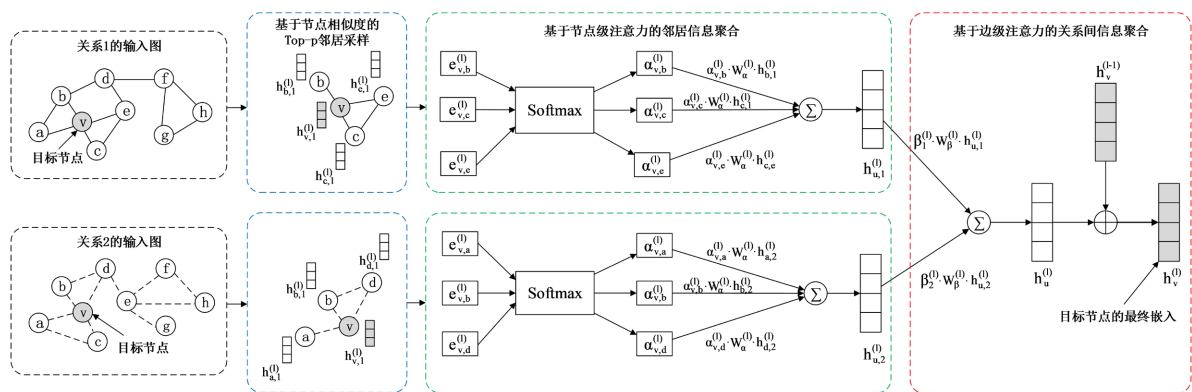 关系1的输入图
a
b
d
f
h
v
e
g
c
目标节点
基于节点相似度的
Top-p邻居采样
h_{b,1}^{(l)}
h_{c,1}^{(l)}
b
v
e
c
h_{v,1}^{(l)}
h_{c,1}^{(l)}
基于节点级注意力的邻居信息聚合
e_{v,b}^{(l)}
e_{v,c}^{(l)}
e_{v,e}^{(l)}
Softmax
α_{v,b}^{(l)}
α_{v,c}^{(l)}
α_{v,e}^{(l)}
α_{v,b}^{(l)}·W_α^{(l)}·h_{b,1}^{(l)}
α_{v,c}^{(l)}·W_α^{(l)}·h_{c,1}^{(l)}
α_{v,e}^{(l)}·W_α^{(l)}·h_{c,e}^{(l)}
Σ
h_{u,1}^{(l)}
关系2的输入图
a
b
d
f
h
v
e
g
c
目标节点
h_{d,1}^{(l)}
h_{b,1}^{(l)}
b
d
a
v
h_{v,1}^{(l)}
h_{a,1}^{(l)}
e_{v,a}^{(l)}
e_{v,b}^{(l)}
e_{v,d}^{(l)}
Softmax
α_{v,a}^{(l)}
α_{v,b}^{(l)}
α_{v,d}^{(l)}
α_{v,a}^{(l)}·W_α^{(l)}·h_{a,2}^{(l)}
α_{v,b}^{(l)}·W_α^{(l)}·h_{b,2}^{(l)}
α_{v,d}^{(l)}·W_α^{(l)}·h_{d,2}^{(l)}
Σ
h_{u,2}^{(l)}
基于边级注意力的关系间信息聚合
h_v^{(l-1)}
β_1^{(l)}·W_β^{(l)}·h_{u,1}^{(l)}
Σ
β_2^{(l)}·W_β^{(l)}·h_{u,2}^{(l)}
h_u^{(l)}
h_v^{(l)}
目标节点的最终嵌入